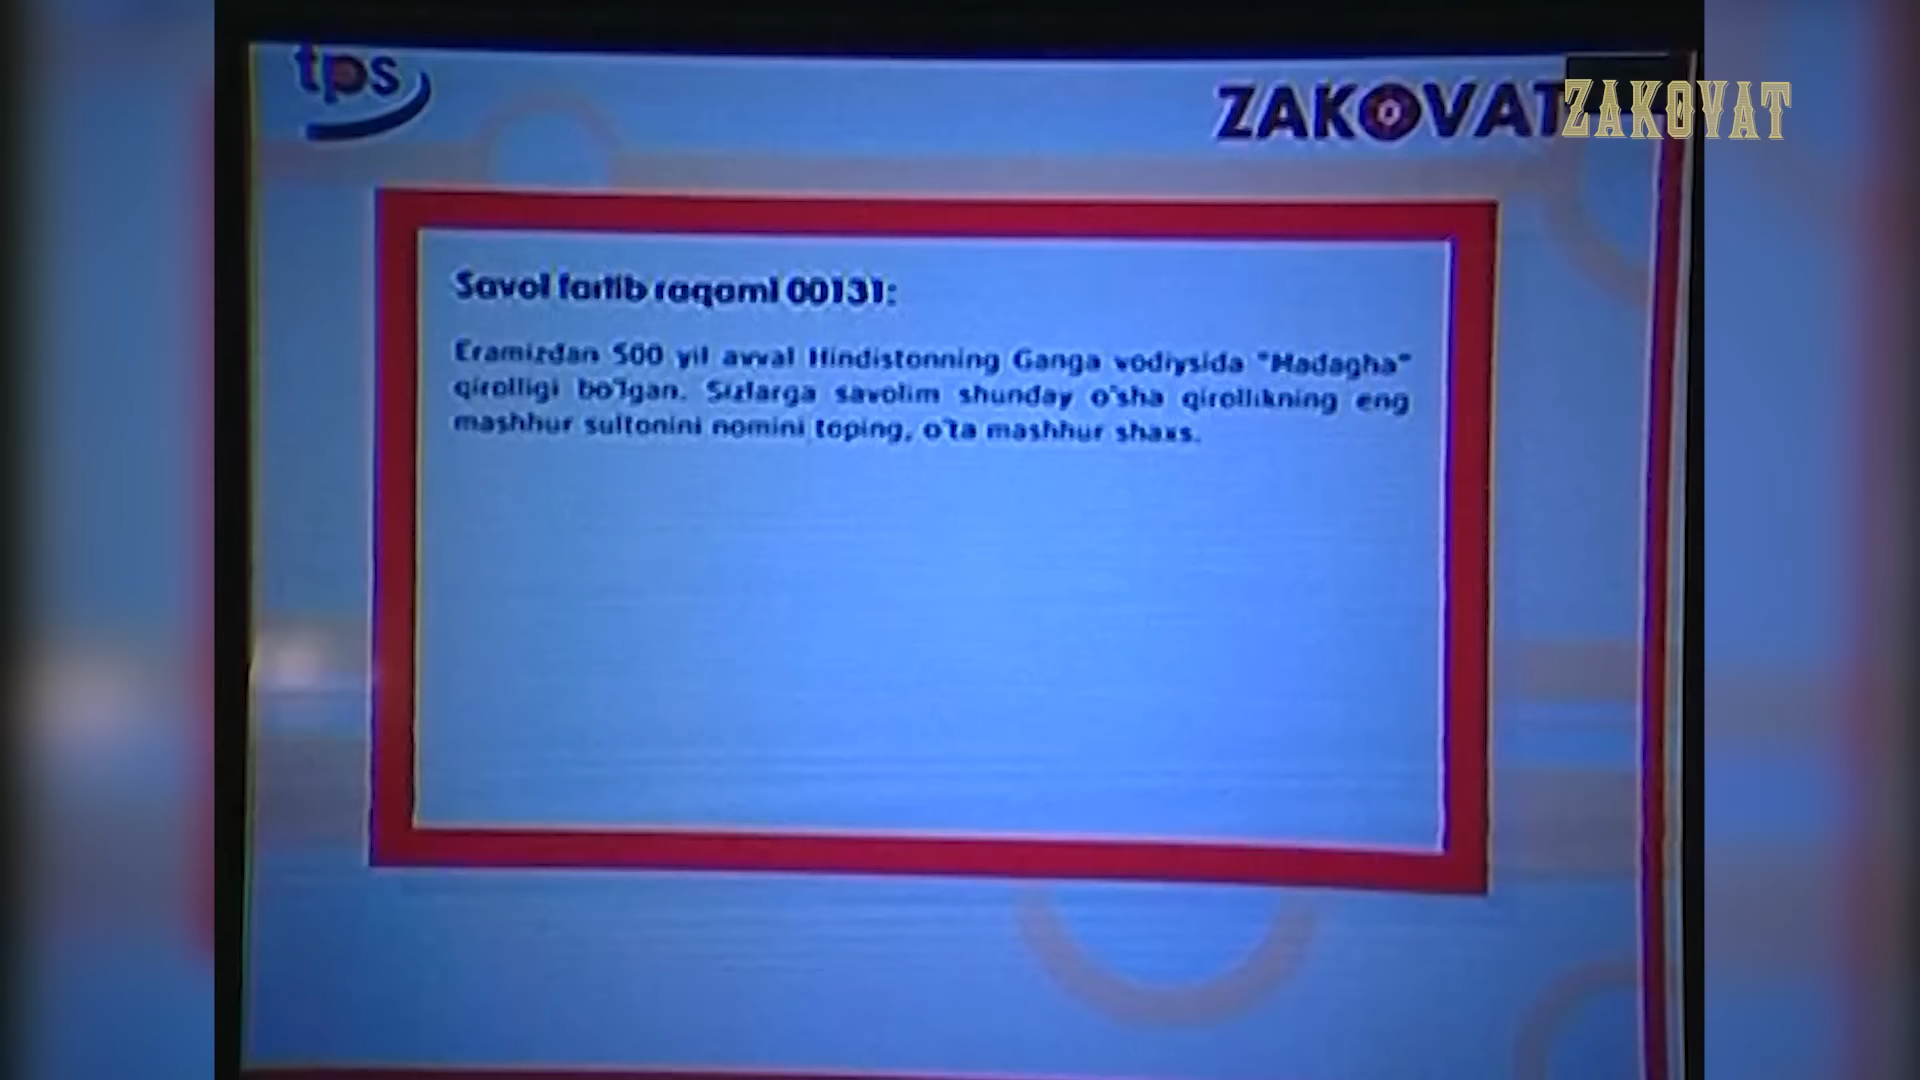 tps
ZAKOVAT
ZAKOVAT
Savol tartib raqami 00131:
Eramizdan 500 yil avval Hindistonning Ganga vodiysida "Madagha"
qirolligi bo'lgan. Sizlarga savolim shunday o'sha qirollikning eng
mashhur sultonini nomini toping, o'ta mashhur shaxs.